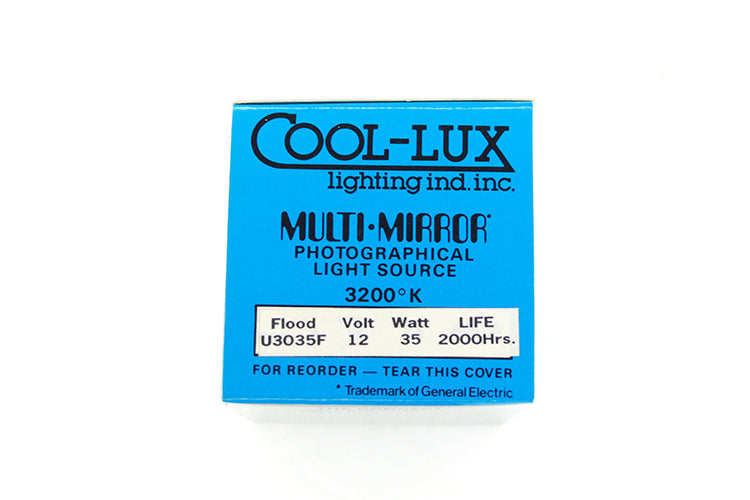 COOL-LUX
lighting ind. inc.
MULTI·MIRROR*
PHOTOGRAPHICAL
LIGHT SOURCE
3200°K
Flood Volt Watt LIFE
U3035F 12 35 2000Hrs.
FOR REORDER — TEAR THIS COVER
* Trademark of General Electric